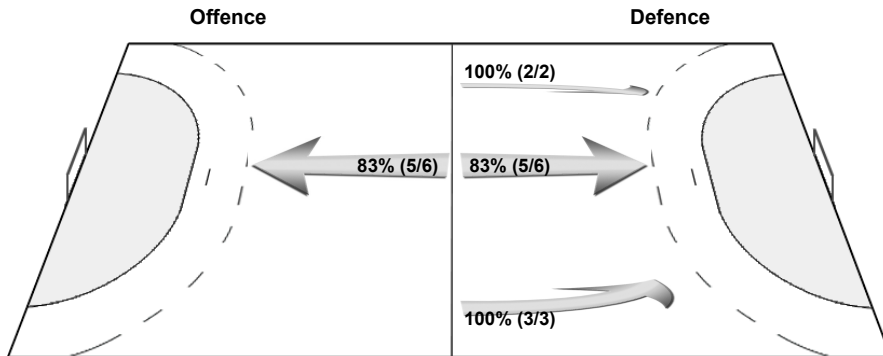 Offence
Defence
100% (2/2)
83% (5/6)
83% (5/6)
100% (3/3)